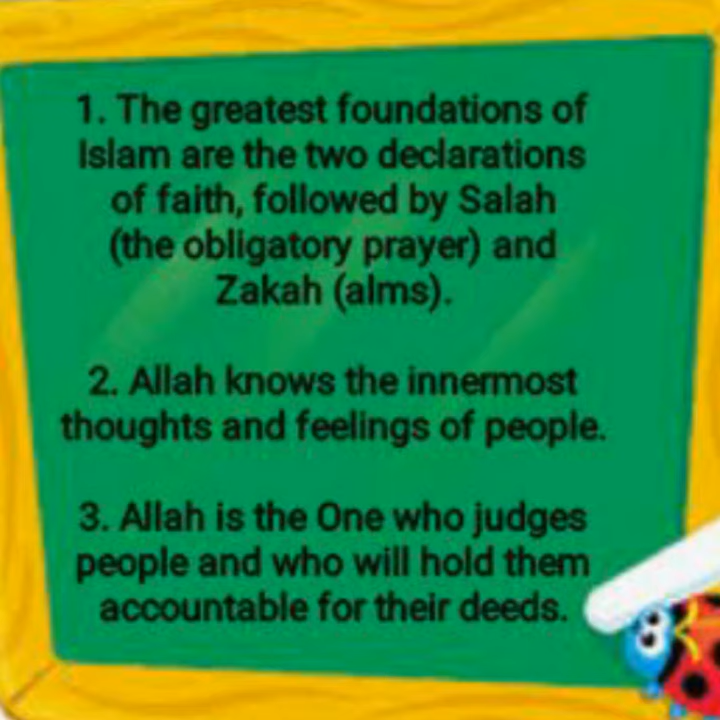 1. The greatest foundations of
Islam are the two declarations
of faith, followed by Salah
(the obligatory prayer) and
Zakah (alms).
2. Allah knows the innermost
thoughts and feelings of people.
3. Allah is the One who judges
people and who will hold them
accountable for their deeds.